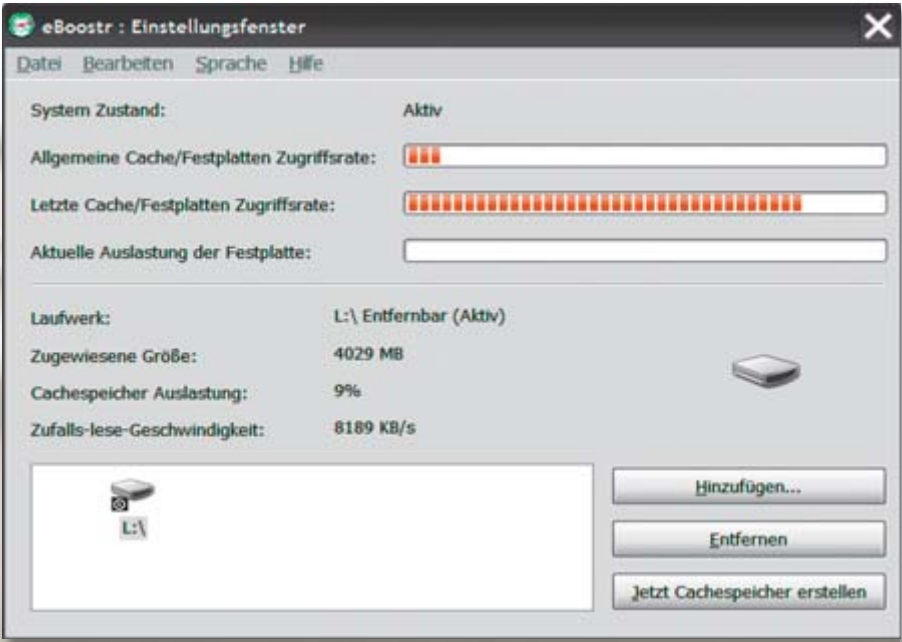 eBoostr : Einstellungsfenster
Datei Bearbeiten Sprache Hilfe
System Zustand: Aktiv
Allgemeine Cache/Festplatten Zugriffsrate:
Letzte Cache/Festplatten Zugriffsrate:
Aktuelle Auslastung der Festplatte:
Laufwerk: L:\ Entfernbar (Aktiv)
Zugewiesene Größe: 4029 MB
Cachespeicher Auslastung: 9%
Zufalls-lese-Geschwindigkeit: 8189 KB/s
L:\
Hinzufügen...
Entfernen
Jetzt Cachespeicher erstellen